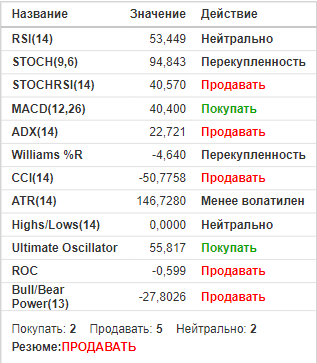 Название Значение Действие
RSI(14) 53,449 Нейтрально
STOCH(9,6) 94,843 Перекупленность
STOCHRSI(14) 40,570 Продавать
MACD(12,26) 40,400 Покупать
ADX(14) 22,721 Продавать
Williams %R -4,640 Перекупленность
CCI(14) -50,7758 Продавать
ATR(14) 146,7280 Менее волатилен
Highs/Lows(14) 0,0000 Нейтрально
Ultimate Oscillator 55,817 Покупать
ROC -0,599 Продавать
Bull/Bear
Power(13) -27,8026 Продавать
Покупать: 2 Продавать: 5 Нейтрально: 2
Резюме:ПРОДАВАТЬ